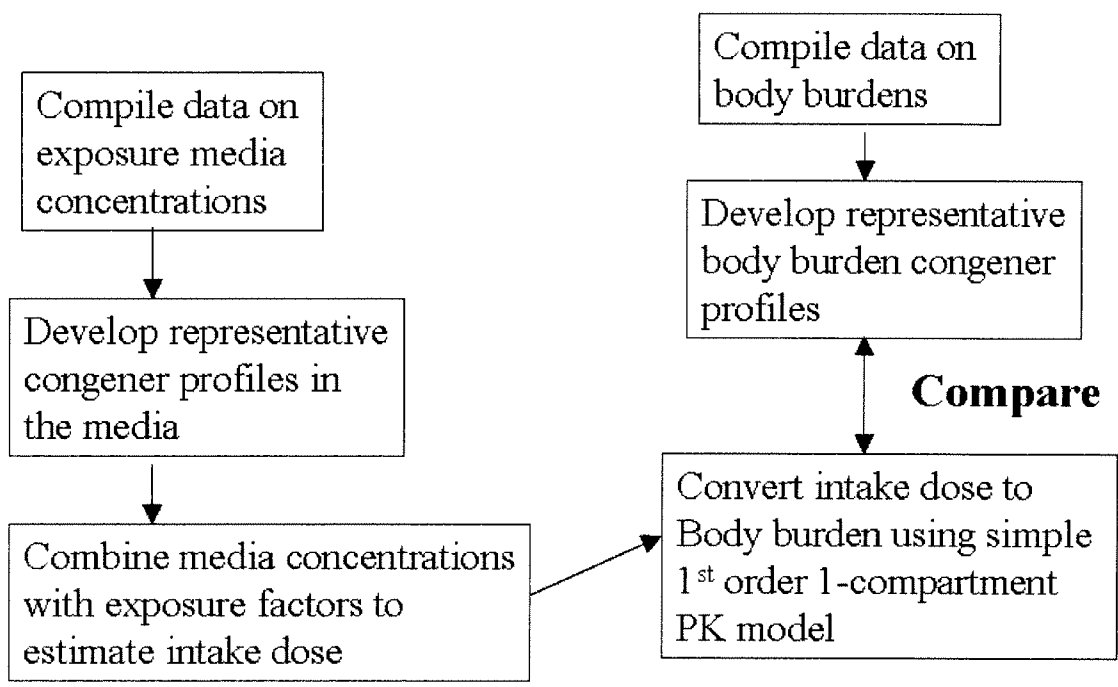 Compile data on
exposure media
concentrations
Develop representative
congener profiles in
the media
Combine media concentrations
with exposure factors to
estimate intake dose
Compile data on
body burdens
Develop representative
body burden congener
profiles
Compare
Convert intake dose to
Body burden using simple
1st order 1-compartment
PK model